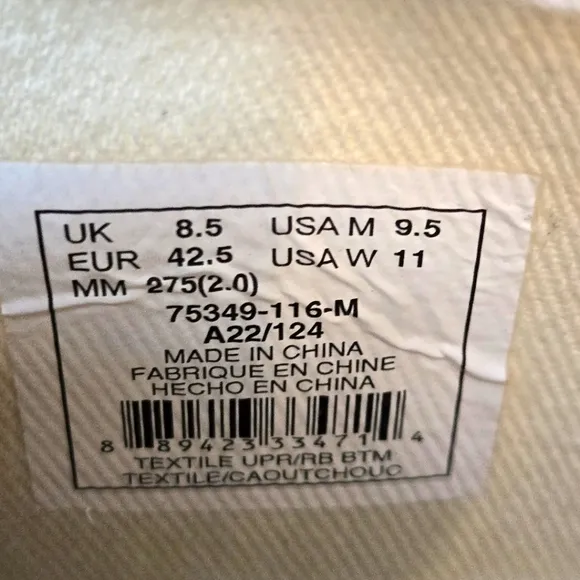 UK 8.5 USA M 9.5
EUR 42.5 USA W 11
MM 275(2.0)
75349-116-M
A22/124
MADE IN CHINA
FABRIQUE EN CHINE
HECHO EN CHINA
8 89423 33471 4
TEXTILE UPR/RB BTM
TEXTILE/CAOUTCHOUC